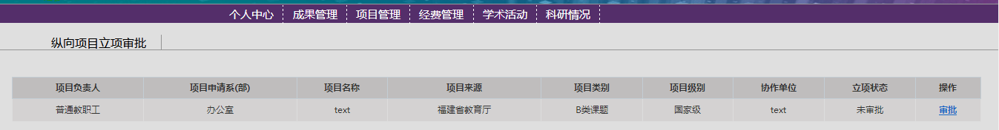 个人中心 成果管理 项目管理 经费管理 学术活动 科研情况
纵向项目立项审批
项目负责人 项目申请系(部) 项目名称 项目来源 项目类别 项目级别 协作单位 立项状态 操作
普通教职工 办公室 text 福建省教育厅 B类课题 国家级 text 未审批 审批